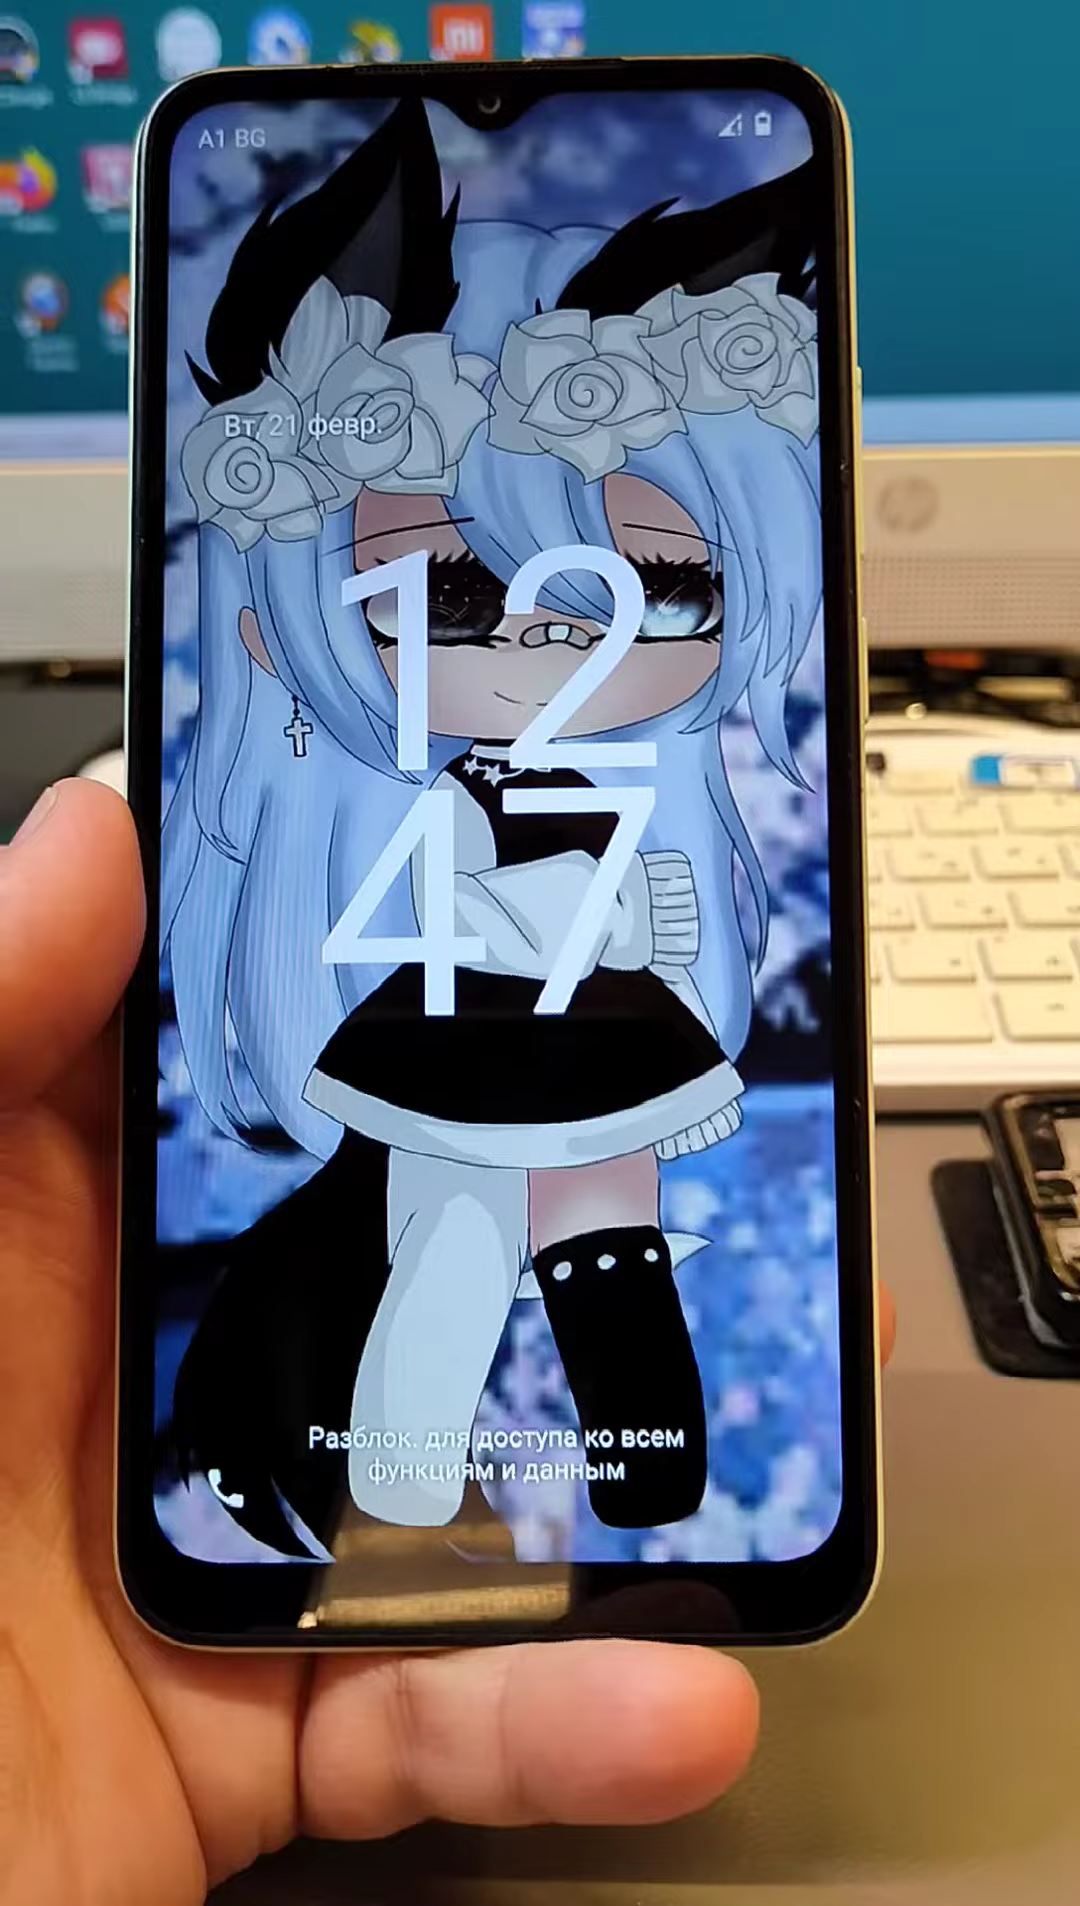 A1 BG
Вт, 21 февр.
12
47
Разблок. для доступа ко всем
функциям и данным